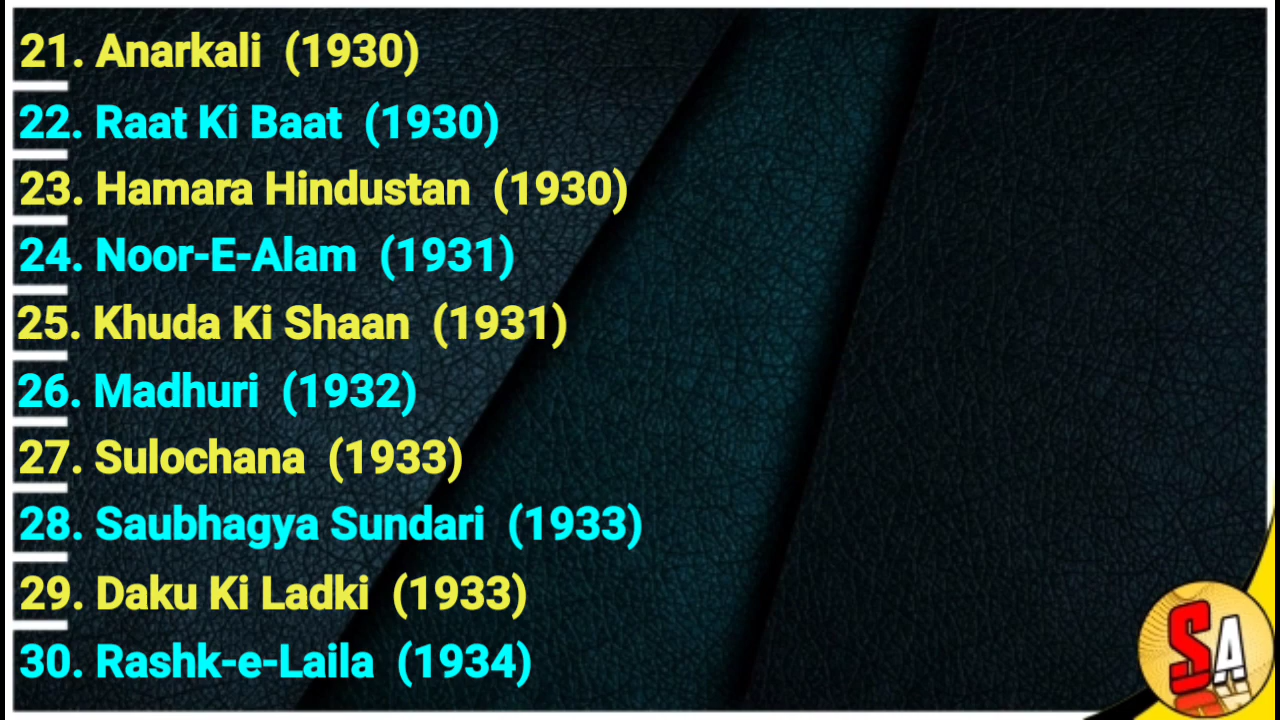 21. Anarkali (1930)
22. Raat Ki Baat (1930)
23. Hamara Hindustan (1930)
24. Noor-E-Alam (1931)
25. Khuda Ki Shaan (1931)
26. Madhuri (1932)
27. Sulochana (1933)
28. Saubhagya Sundari (1933)
29. Daku Ki Ladki (1933)
30. Rashk-e-Laila (1934)
SA